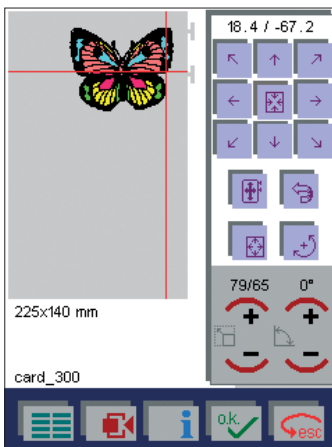 18.4 / -67.2
79/65 0°
+ +
- -
225x140 mm
card_300
i o.k. esc